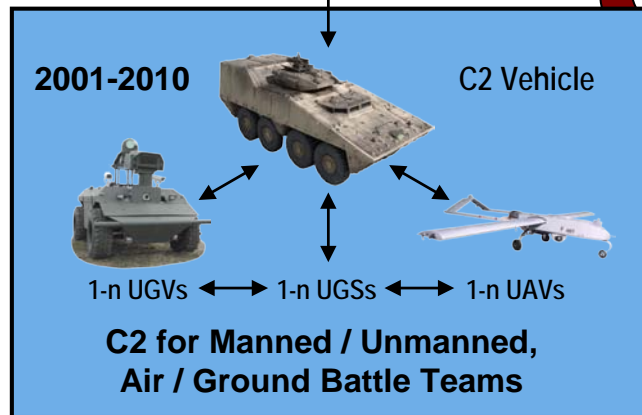 2001-2010
C2 Vehicle
1-n UGVs
1-n UGSs
1-n UAVs
C2 for Manned / Unmanned,
Air / Ground Battle Teams